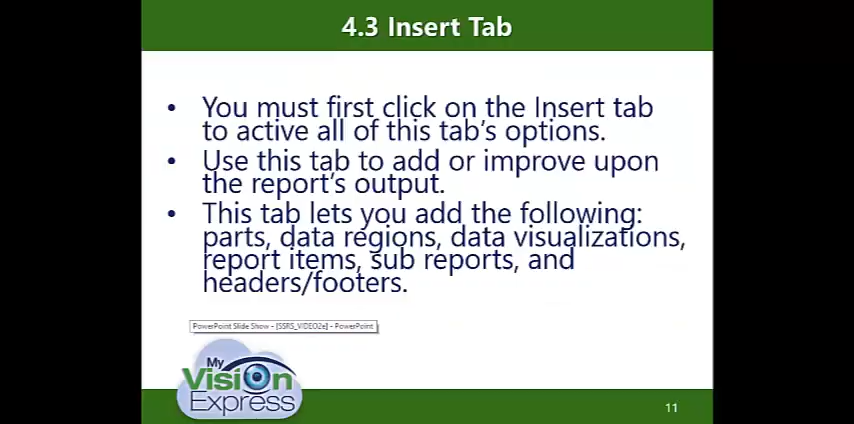 4.3 Insert Tab
• You must first click on the Insert tab
to active all of this tab's options.
• Use this tab to add or improve upon
the report's output.
• This tab lets you add the following:
parts, data regions, data visualizations,
report items, sub reports, and
headers/footers.
PowerPoint Slide Show - [SSRS_VIDEO2e] - PowerPoint
My
Vision
Express
11